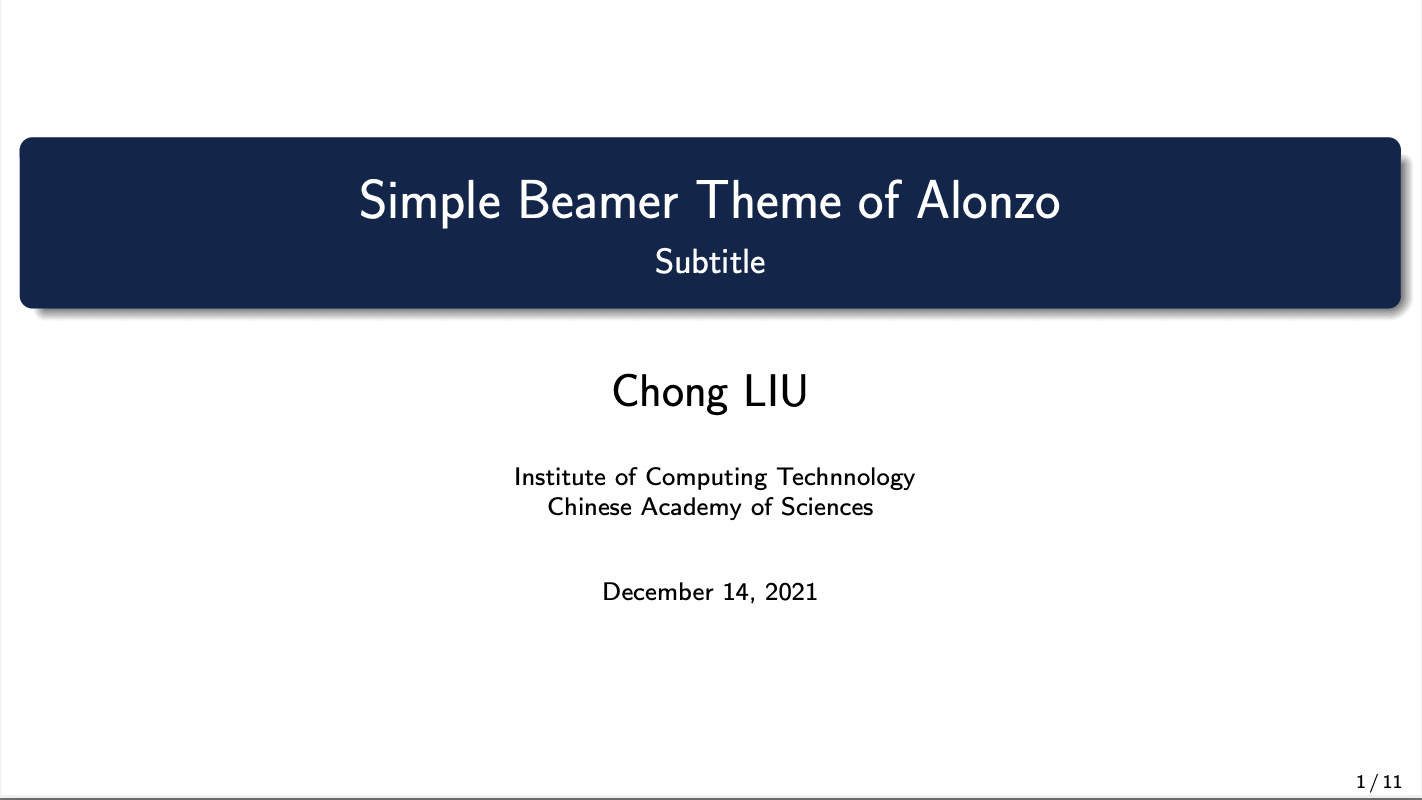 Simple Beamer Theme of Alonzo
Subtitle
Chong LIU
Institute of Computing Technnology
Chinese Academy of Sciences
December 14, 2021
1 / 11